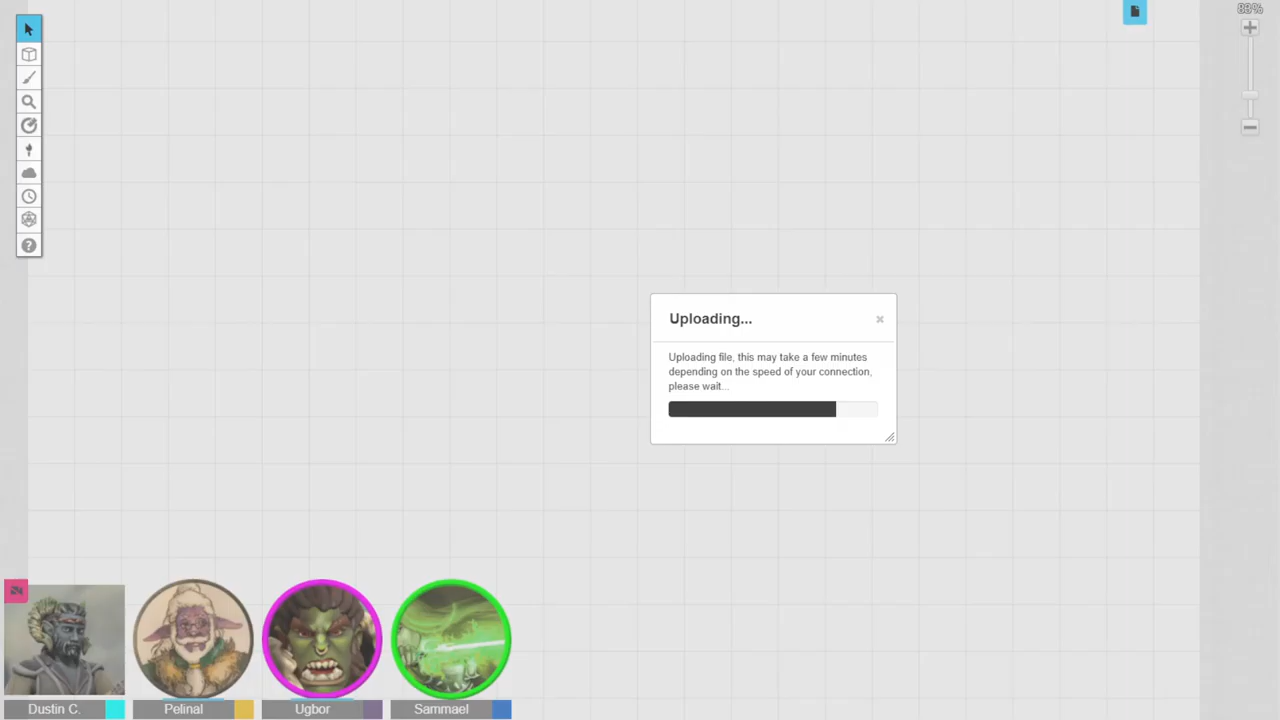 83%
Uploading...
Uploading file, this may take a few minutes
depending on the speed of your connection,
please wait...
Dustin C.
Pelinal
Ugbor
Sammael